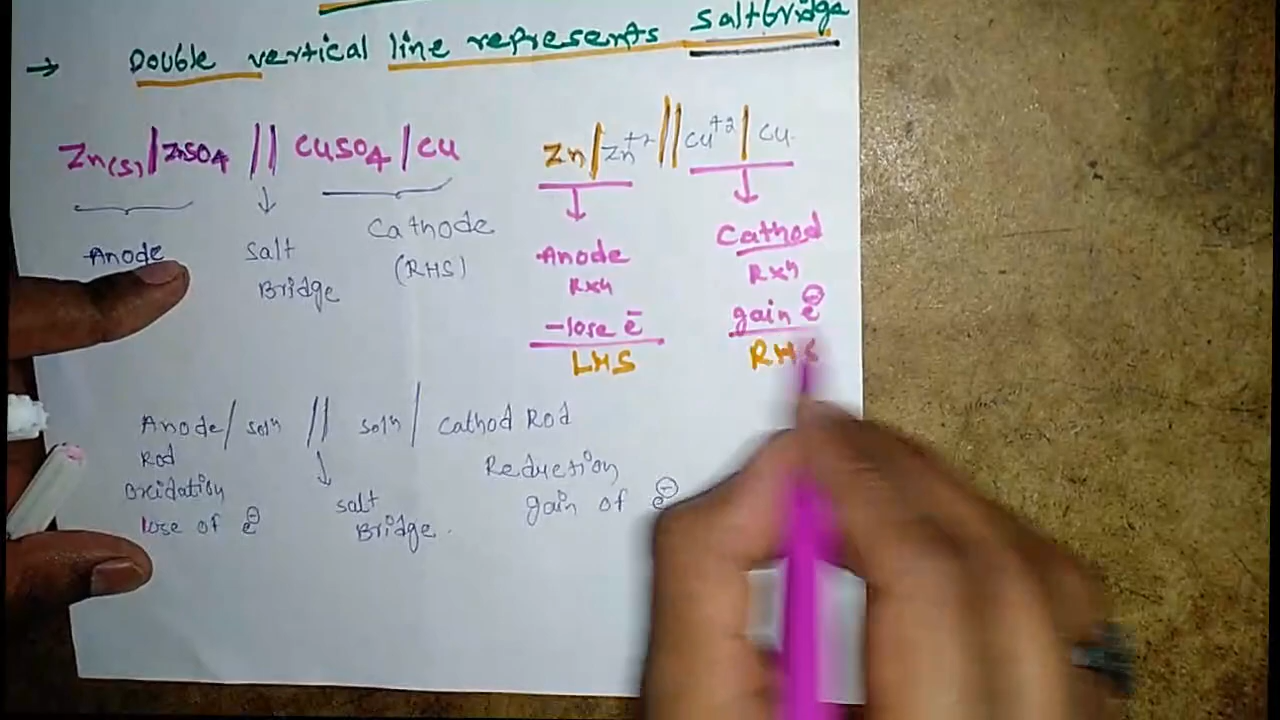 → Double vertical line represents saltbridge
Zn(s)/ZnSO4 // CuSO4/Cu
Anode
Salt
Bridge
Cathode
(RHS)
Zn/Zn+2//Cu+2/Cu.
Anode
Rxn
-lose e-
LHS
Cathod
Rxn
gain e-
RHS
Anode/soln // soln/Cathod Rod
Rod
Oxidation
lose of e-
salt
Bridge.
Reduction
gain of e-